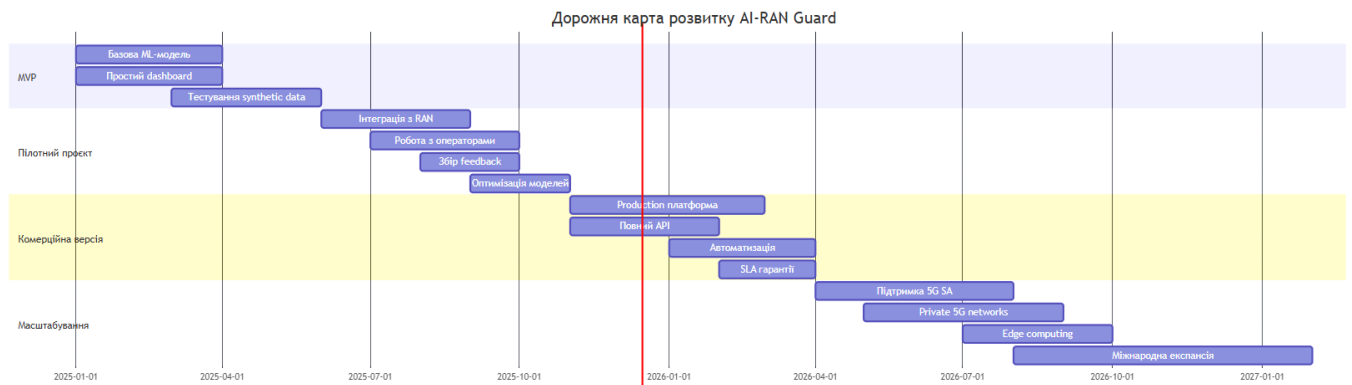 Дорожня карта розвитку AI-RAN Guard
MVP
Базова ML-модель
Простий dashboard
Тестування synthetic data
Пілотний проєкт
Інтеграція з RAN
Робота з операторами
Збір feedback
Оптимізація моделей
Комерційна версія
Production платформа
Повний API
Автоматизація
SLA гарантії
Масштабування
Підтримка 5G SA
Private 5G networks
Edge computing
Міжнародна експансія
2025-01-01 2025-04-01 2025-07-01 2025-10-01 2026-01-01 2026-04-01 2026-07-01 2026-10-01 2027-01-01